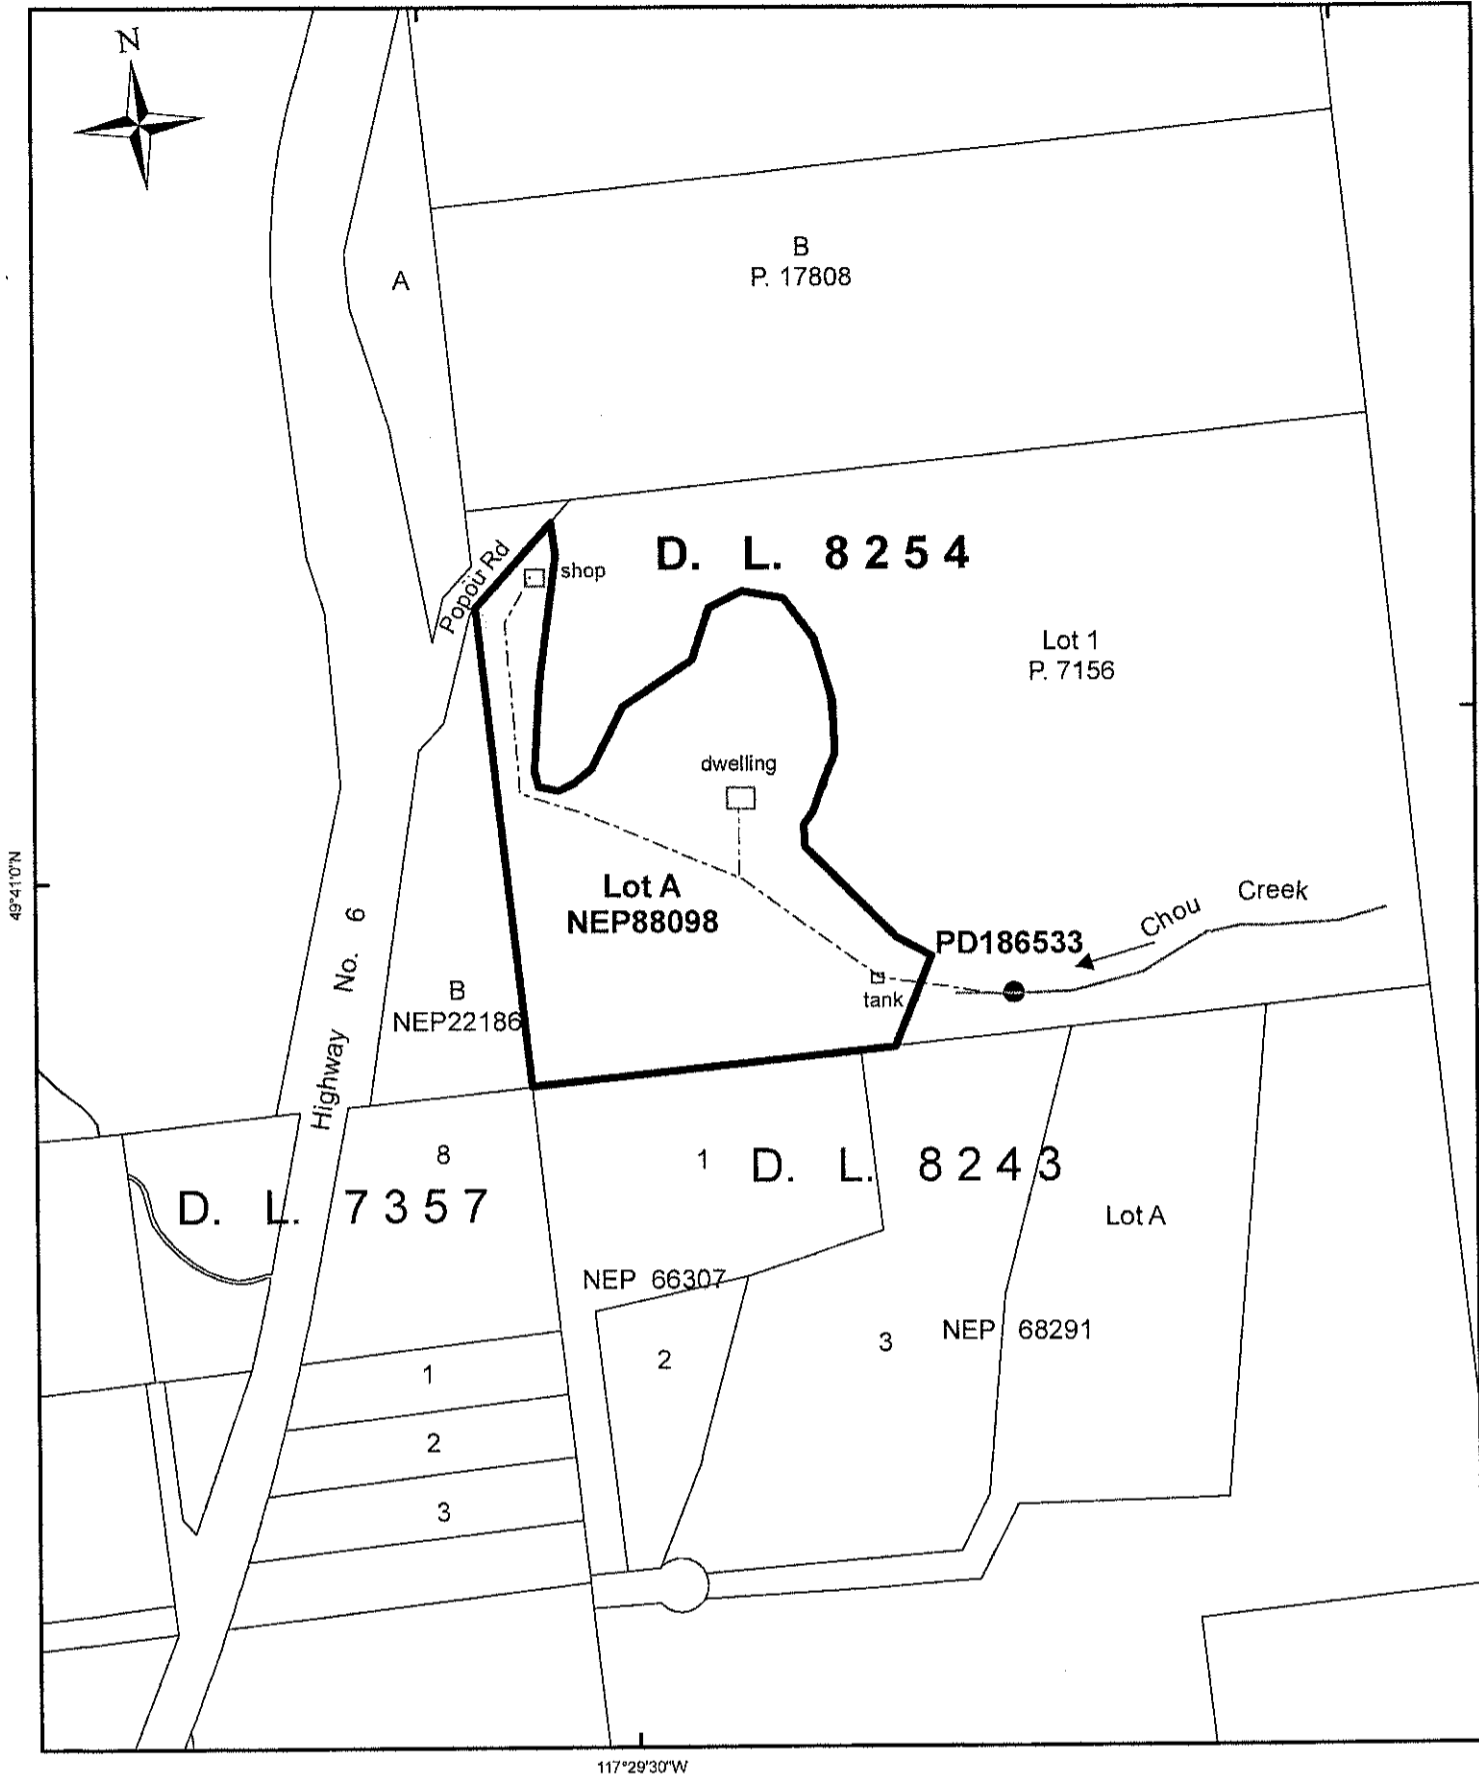 N
B
P. 17808
A
D. L. 8254
Popoff Rd
shop
Lot 1
P. 7156
dwelling
49°41'0"N
Lot A
NEP88098
Chou Creek
PD186533
tank
Highway No. 6
B
NEP22186
8
1
D. L. 8243
D. L. 7357
Lot A
NEP 66307
NEP 68291
3
2
1
2
3
117°29'30"W